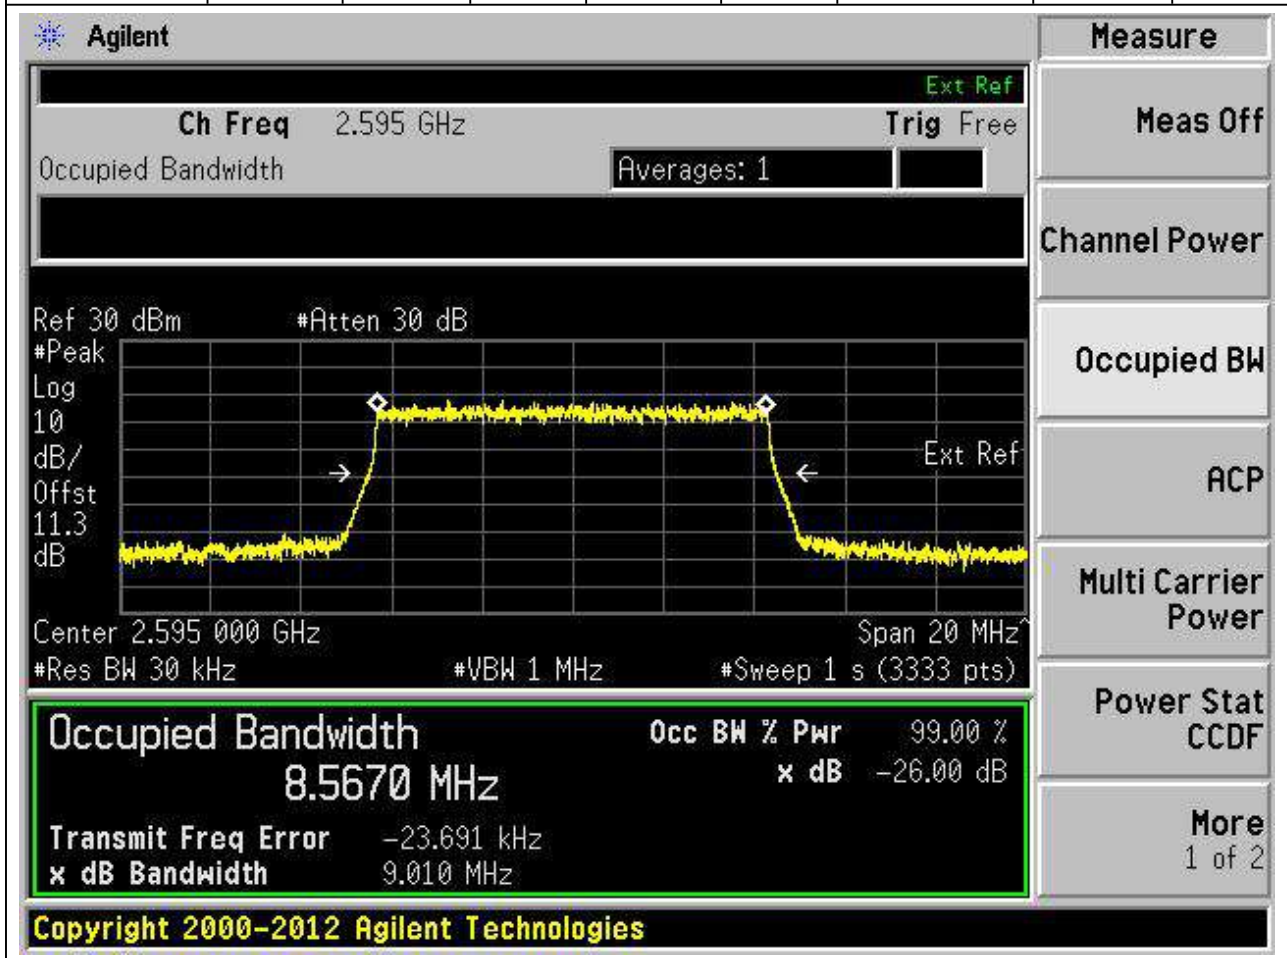 Agilent
Measure
Ext Ref
Ch Freq 2.595 GHz Trig Free
Occupied Bandwidth Averages: 1
Meas Off
Channel Power
Occupied BW
ACP
Multi Carrier
Power
Power Stat
CCDF
More
1 of 2
Ref 30 dBm #Atten 30 dB
#Peak
Log
10
dB/
Offst
11.3
dB
Ext Ref
Center 2.595 000 GHz Span 20 MHz^
#Res BW 30 kHz #VBW 1 MHz #Sweep 1 s (3333 pts)
Occupied Bandwidth Occ BW % Pwr 99.00 %
8.5670 MHz x dB -26.00 dB
Transmit Freq Error -23.691 kHz
x dB Bandwidth 9.010 MHz
Copyright 2000-2012 Agilent Technologies